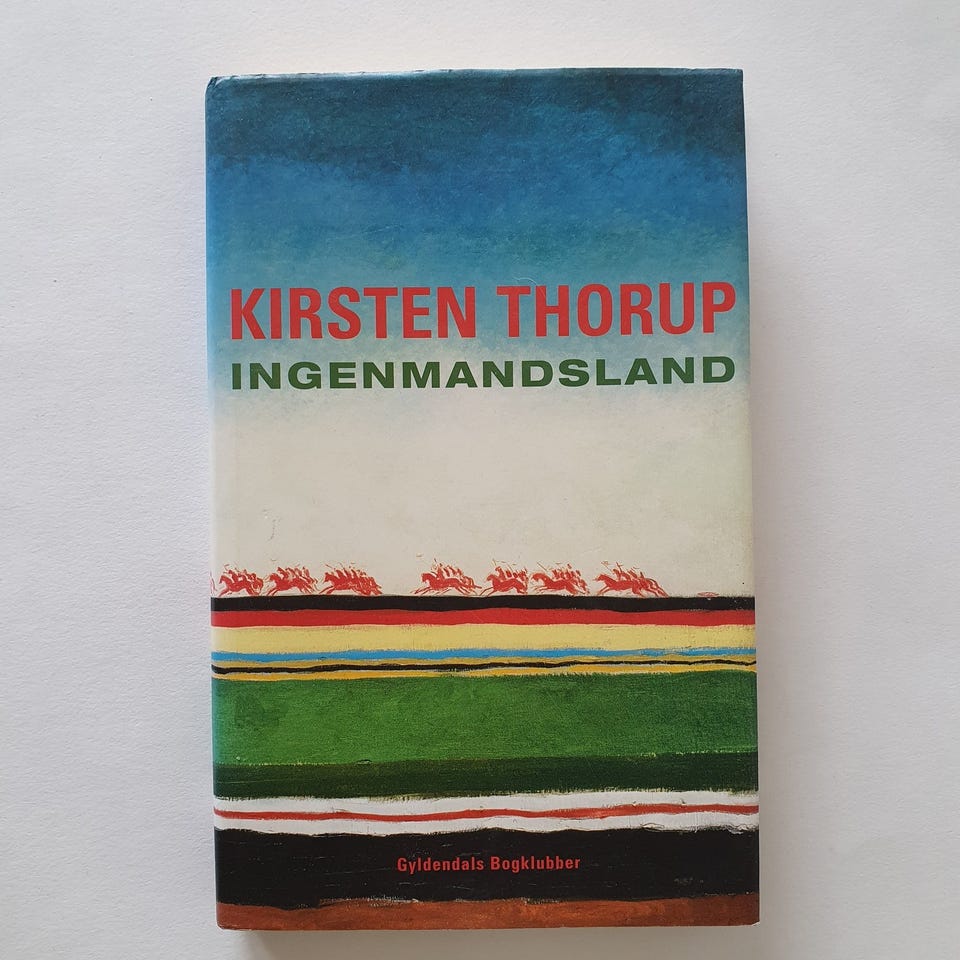 KIRSTEN THORUP
INGENMANDSLAND
Gyldendals Bogklubber